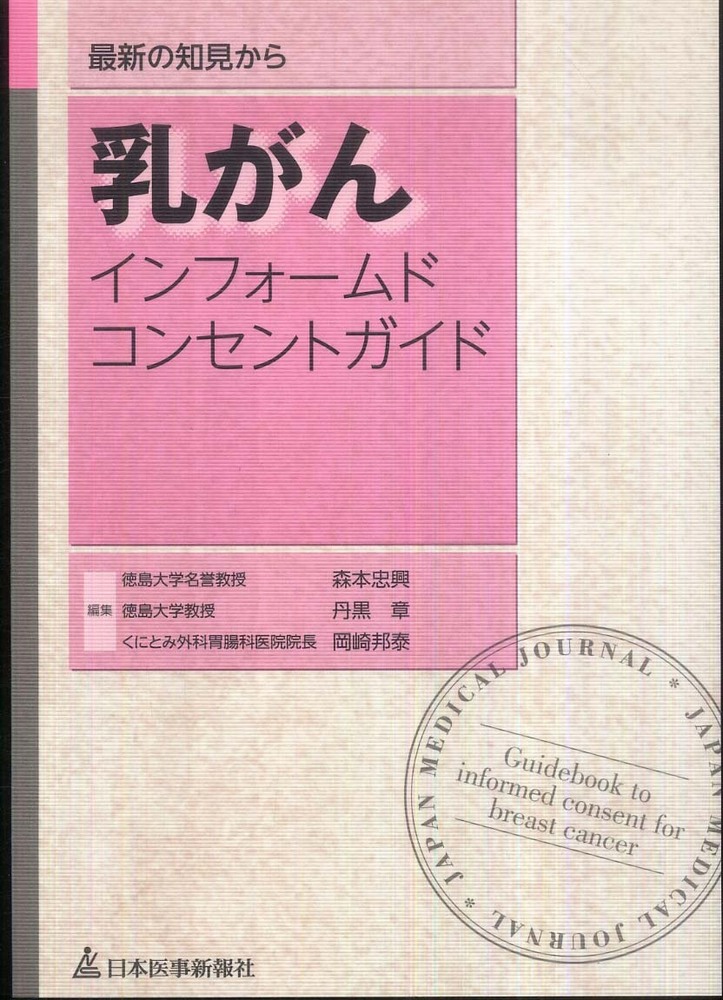 最新の知見から
乳がん
インフォームド
コンセントガイド
編集
徳島大学名誉教授 森本忠興
徳島大学教授 丹黒 章
くにとみ外科胃腸科医院院長 岡崎邦泰
JAPAN MEDICAL JOURNAL * JAPAN MEDICAL JOURNAL *
Guidebook to
informed consent for
breast cancer
日本医事新報社